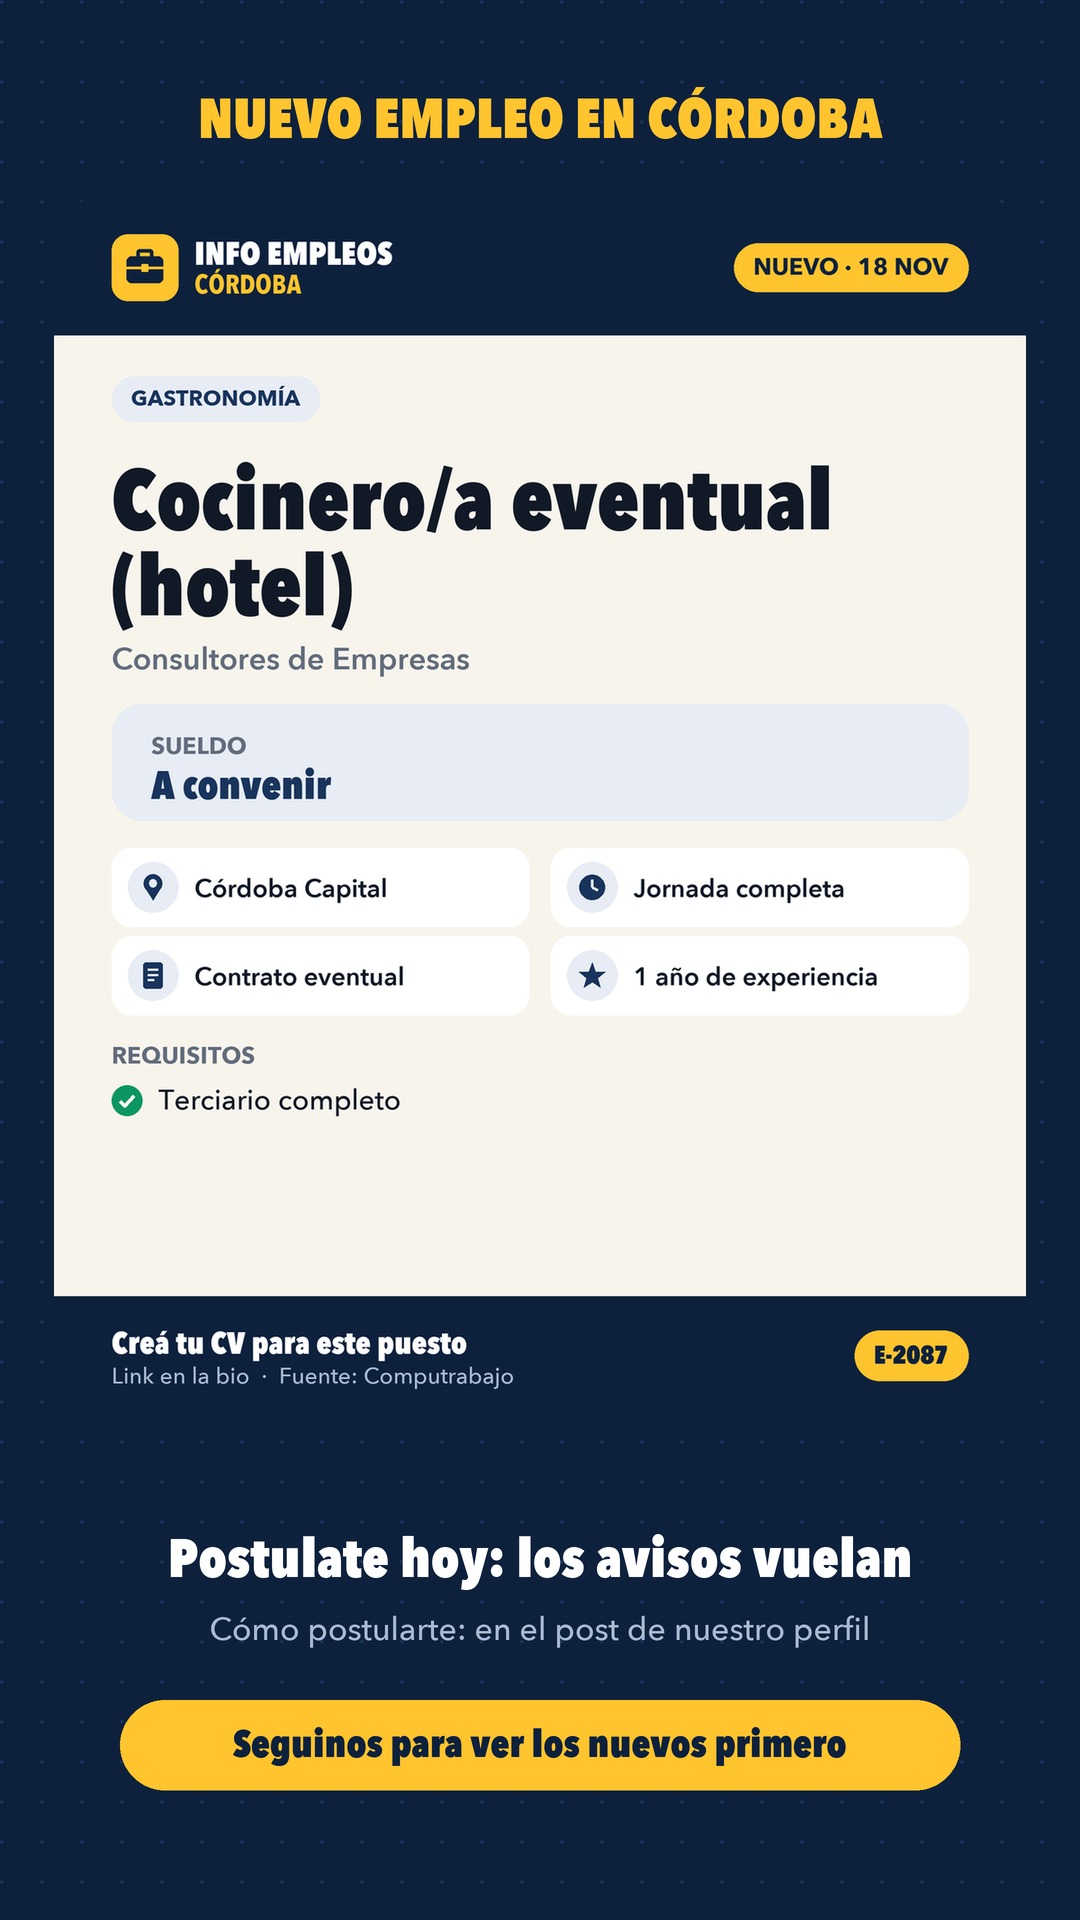 NUEVO EMPLEO EN CÓRDOBA
INFO EMPLEOS
CÓRDOBA
NUEVO · 18 NOV
GASTRONOMÍA
Cocinero/a eventual
(hotel)
Consultores de Empresas
SUELDO
A convenir
Córdoba Capital
Jornada completa
Contrato eventual
1 año de experiencia
REQUISITOS
Terciario completo
Creá tu CV para este puesto
Link en la bio · Fuente: Computrabajo
E-2087
Postulate hoy: los avisos vuelan
Cómo postularte: en el post de nuestro perfil
Seguinos para ver los nuevos primero